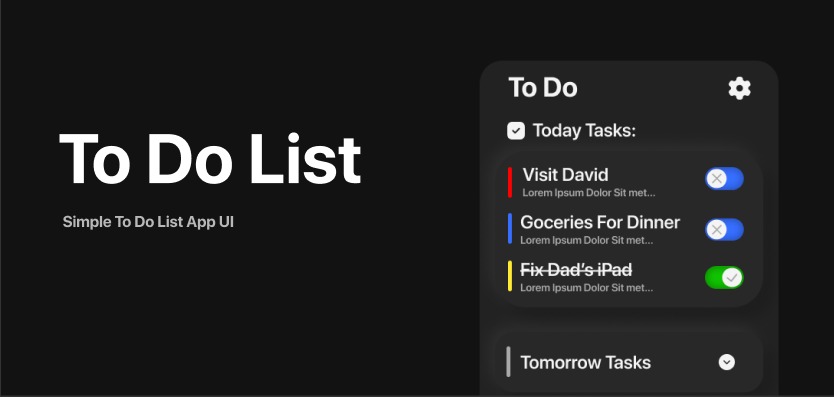 To Do List
Simple To Do List App UI
To Do
Today Tasks:
Visit David
Lorem Ipsum Dolor Sit met...
Goceries For Dinner
Lorem Ipsum Dolor Sit met...
Fix Dad's iPad
Lorem Ipsum Dolor Sit met...
Tomorrow Tasks